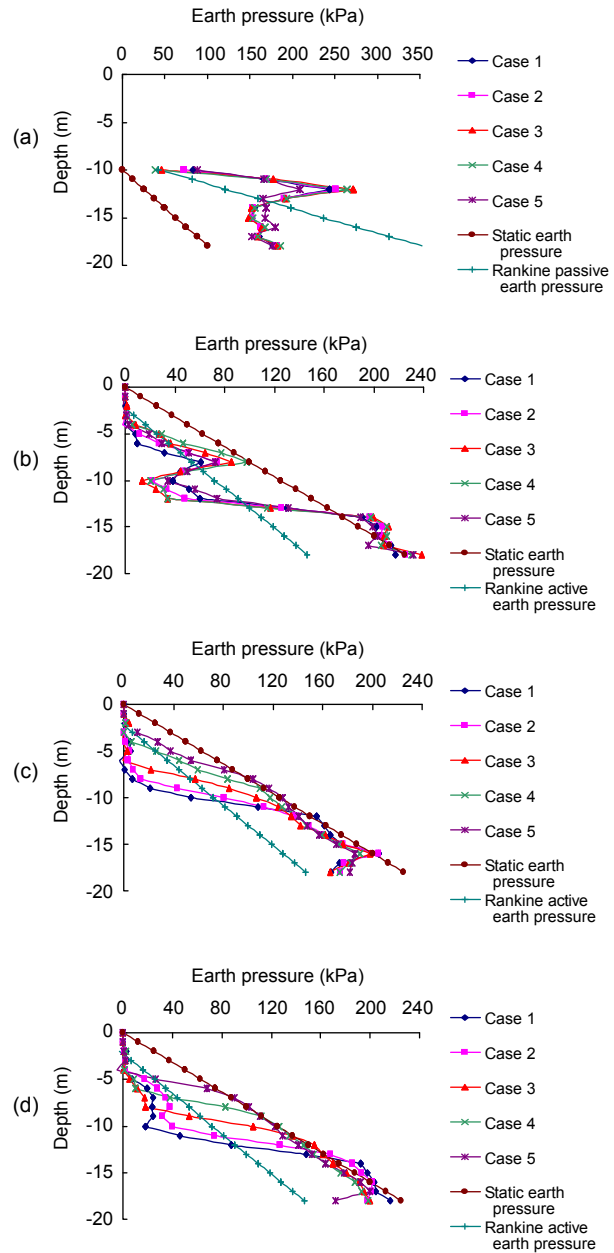 Earth pressure (kPa)
0 50 100 150 200 250 300 350
0
-5
-10
-15
-20
Depth (m)
(a)
Case 1
Case 2
Case 3
Case 4
Case 5
Static earth
pressure
Rankine passive
earth pressure
Earth pressure (kPa)
0 40 80 120 160 200 240
0
-5
-10
-15
-20
Depth (m)
(b)
Case 1
Case 2
Case 3
Case 4
Case 5
Static earth
pressure
Rankine active
earth pressure
Earth pressure (kPa)
0 40 80 120 160 200 240
0
-5
-10
-15
-20
Depth (m)
(c)
Case 1
Case 2
Case 3
Case 4
Case 5
Static earth
pressure
Rankine active
earth pressure
Earth pressure (kPa)
0 40 80 120 160 200 240
0
-5
-10
-15
-20
Depth (m)
(d)
Case 1
Case 2
Case 3
Case 4
Case 5
Static earth
pressure
Rankine active
earth pressure